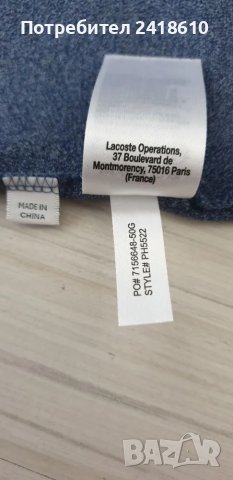 Потребител 2418610
Lacoste Operations,
37 Boulevard de
Montmorency, 75016 Paris
(France)
MADE IN
CHINA
PO# 7156648-50G
STYLE# PH5522
BAZAR